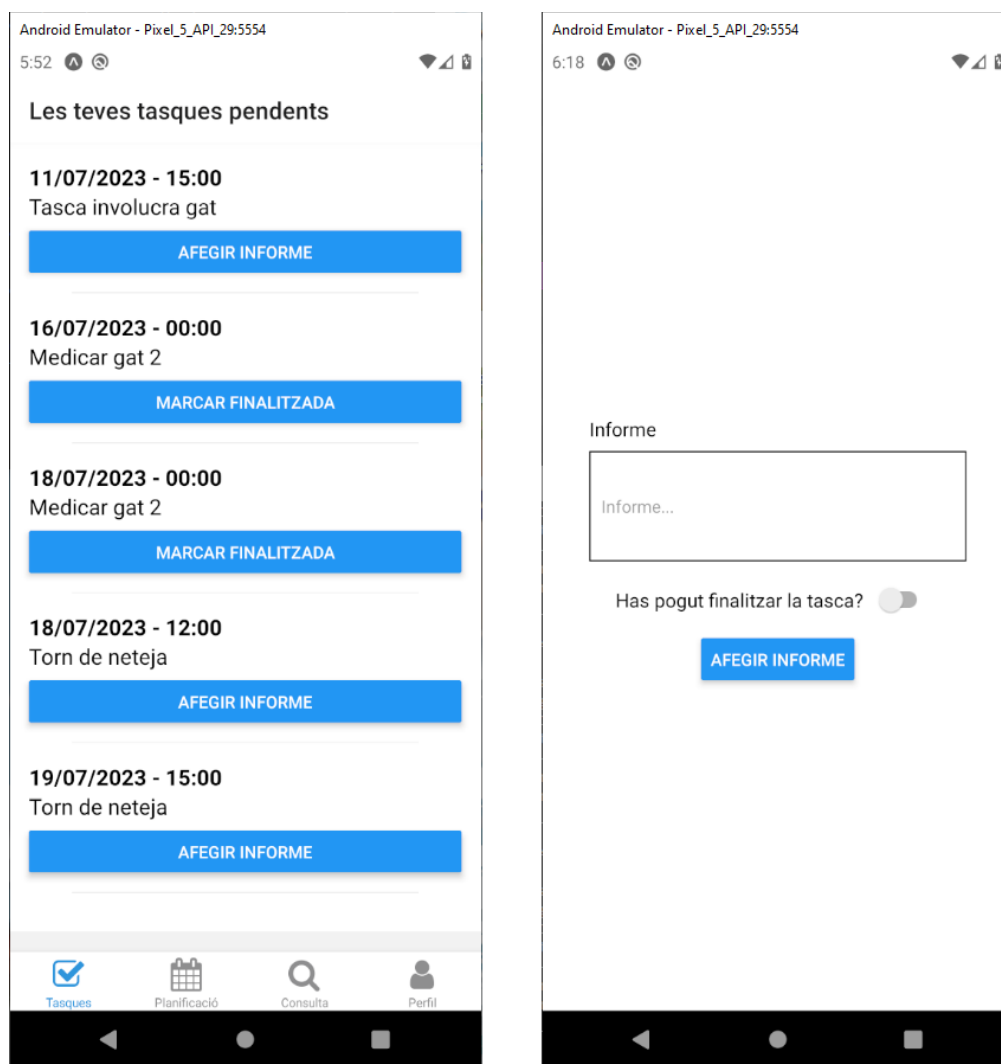 Android Emulator - Pixel_5_API_29:5554
5:52
Les teves tasques pendents
11/07/2023 - 15:00
Tasca involucra gat
AFEGIR INFORME
16/07/2023 - 00:00
Medicar gat 2
MARCAR FINALITZADA
18/07/2023 - 00:00
Medicar gat 2
MARCAR FINALITZADA
18/07/2023 - 12:00
Torn de neteja
AFEGIR INFORME
19/07/2023 - 15:00
Torn de neteja
AFEGIR INFORME
Tasques Planificació Consulta Perfil
Android Emulator - Pixel_5_API_29:5554
6:18
Informe
Informe...
Has pogut finalitzar la tasca?
AFEGIR INFORME